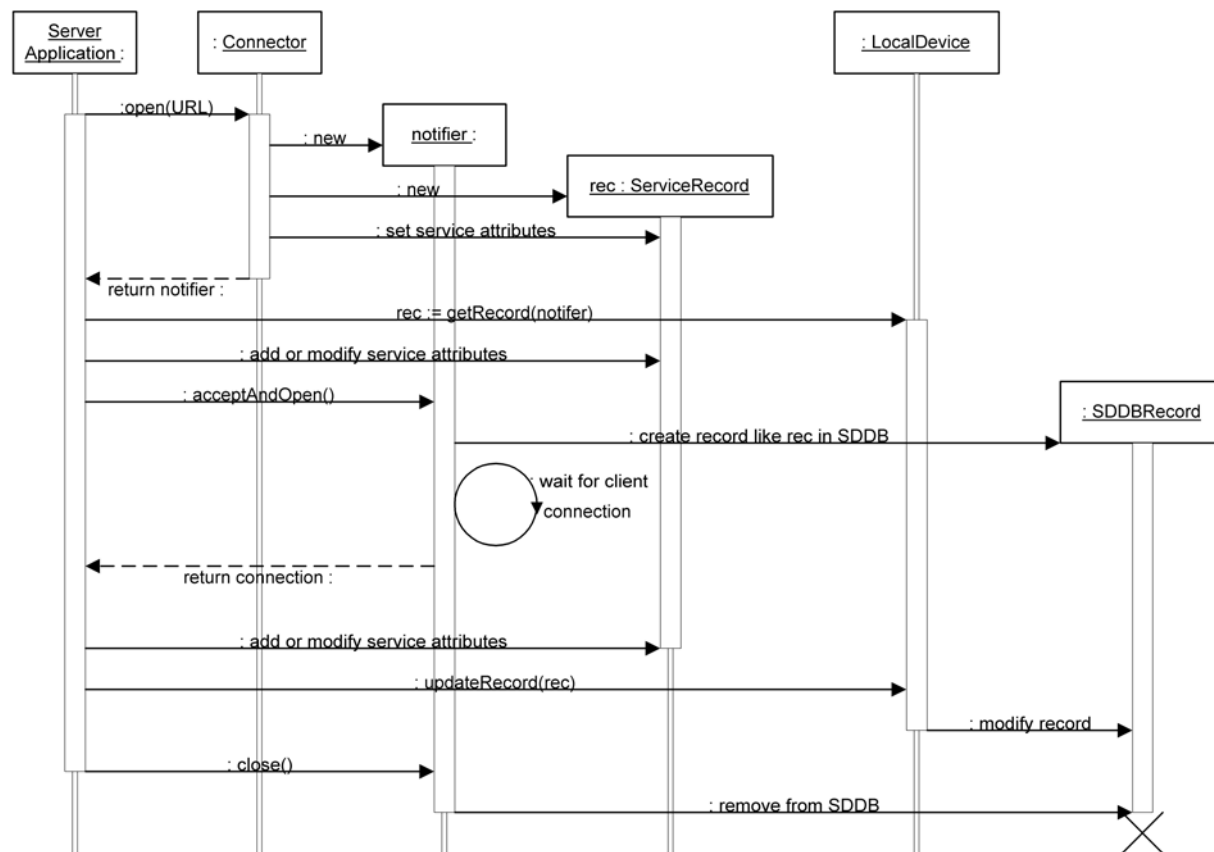 Server
Application :
: Connector
: LocalDevice
:open(URL)
: new
notifier :
: new
rec : ServiceRecord
: set service attributes
return notifier :
rec := getRecord(notifer)
: add or modify service attributes
: acceptAndOpen()
: SDDBRecord
: create record like rec in SDDB
: wait for client
connection
return connection :
: add or modify service attributes
: updateRecord(rec)
: modify record
: close()
: remove from SDDB